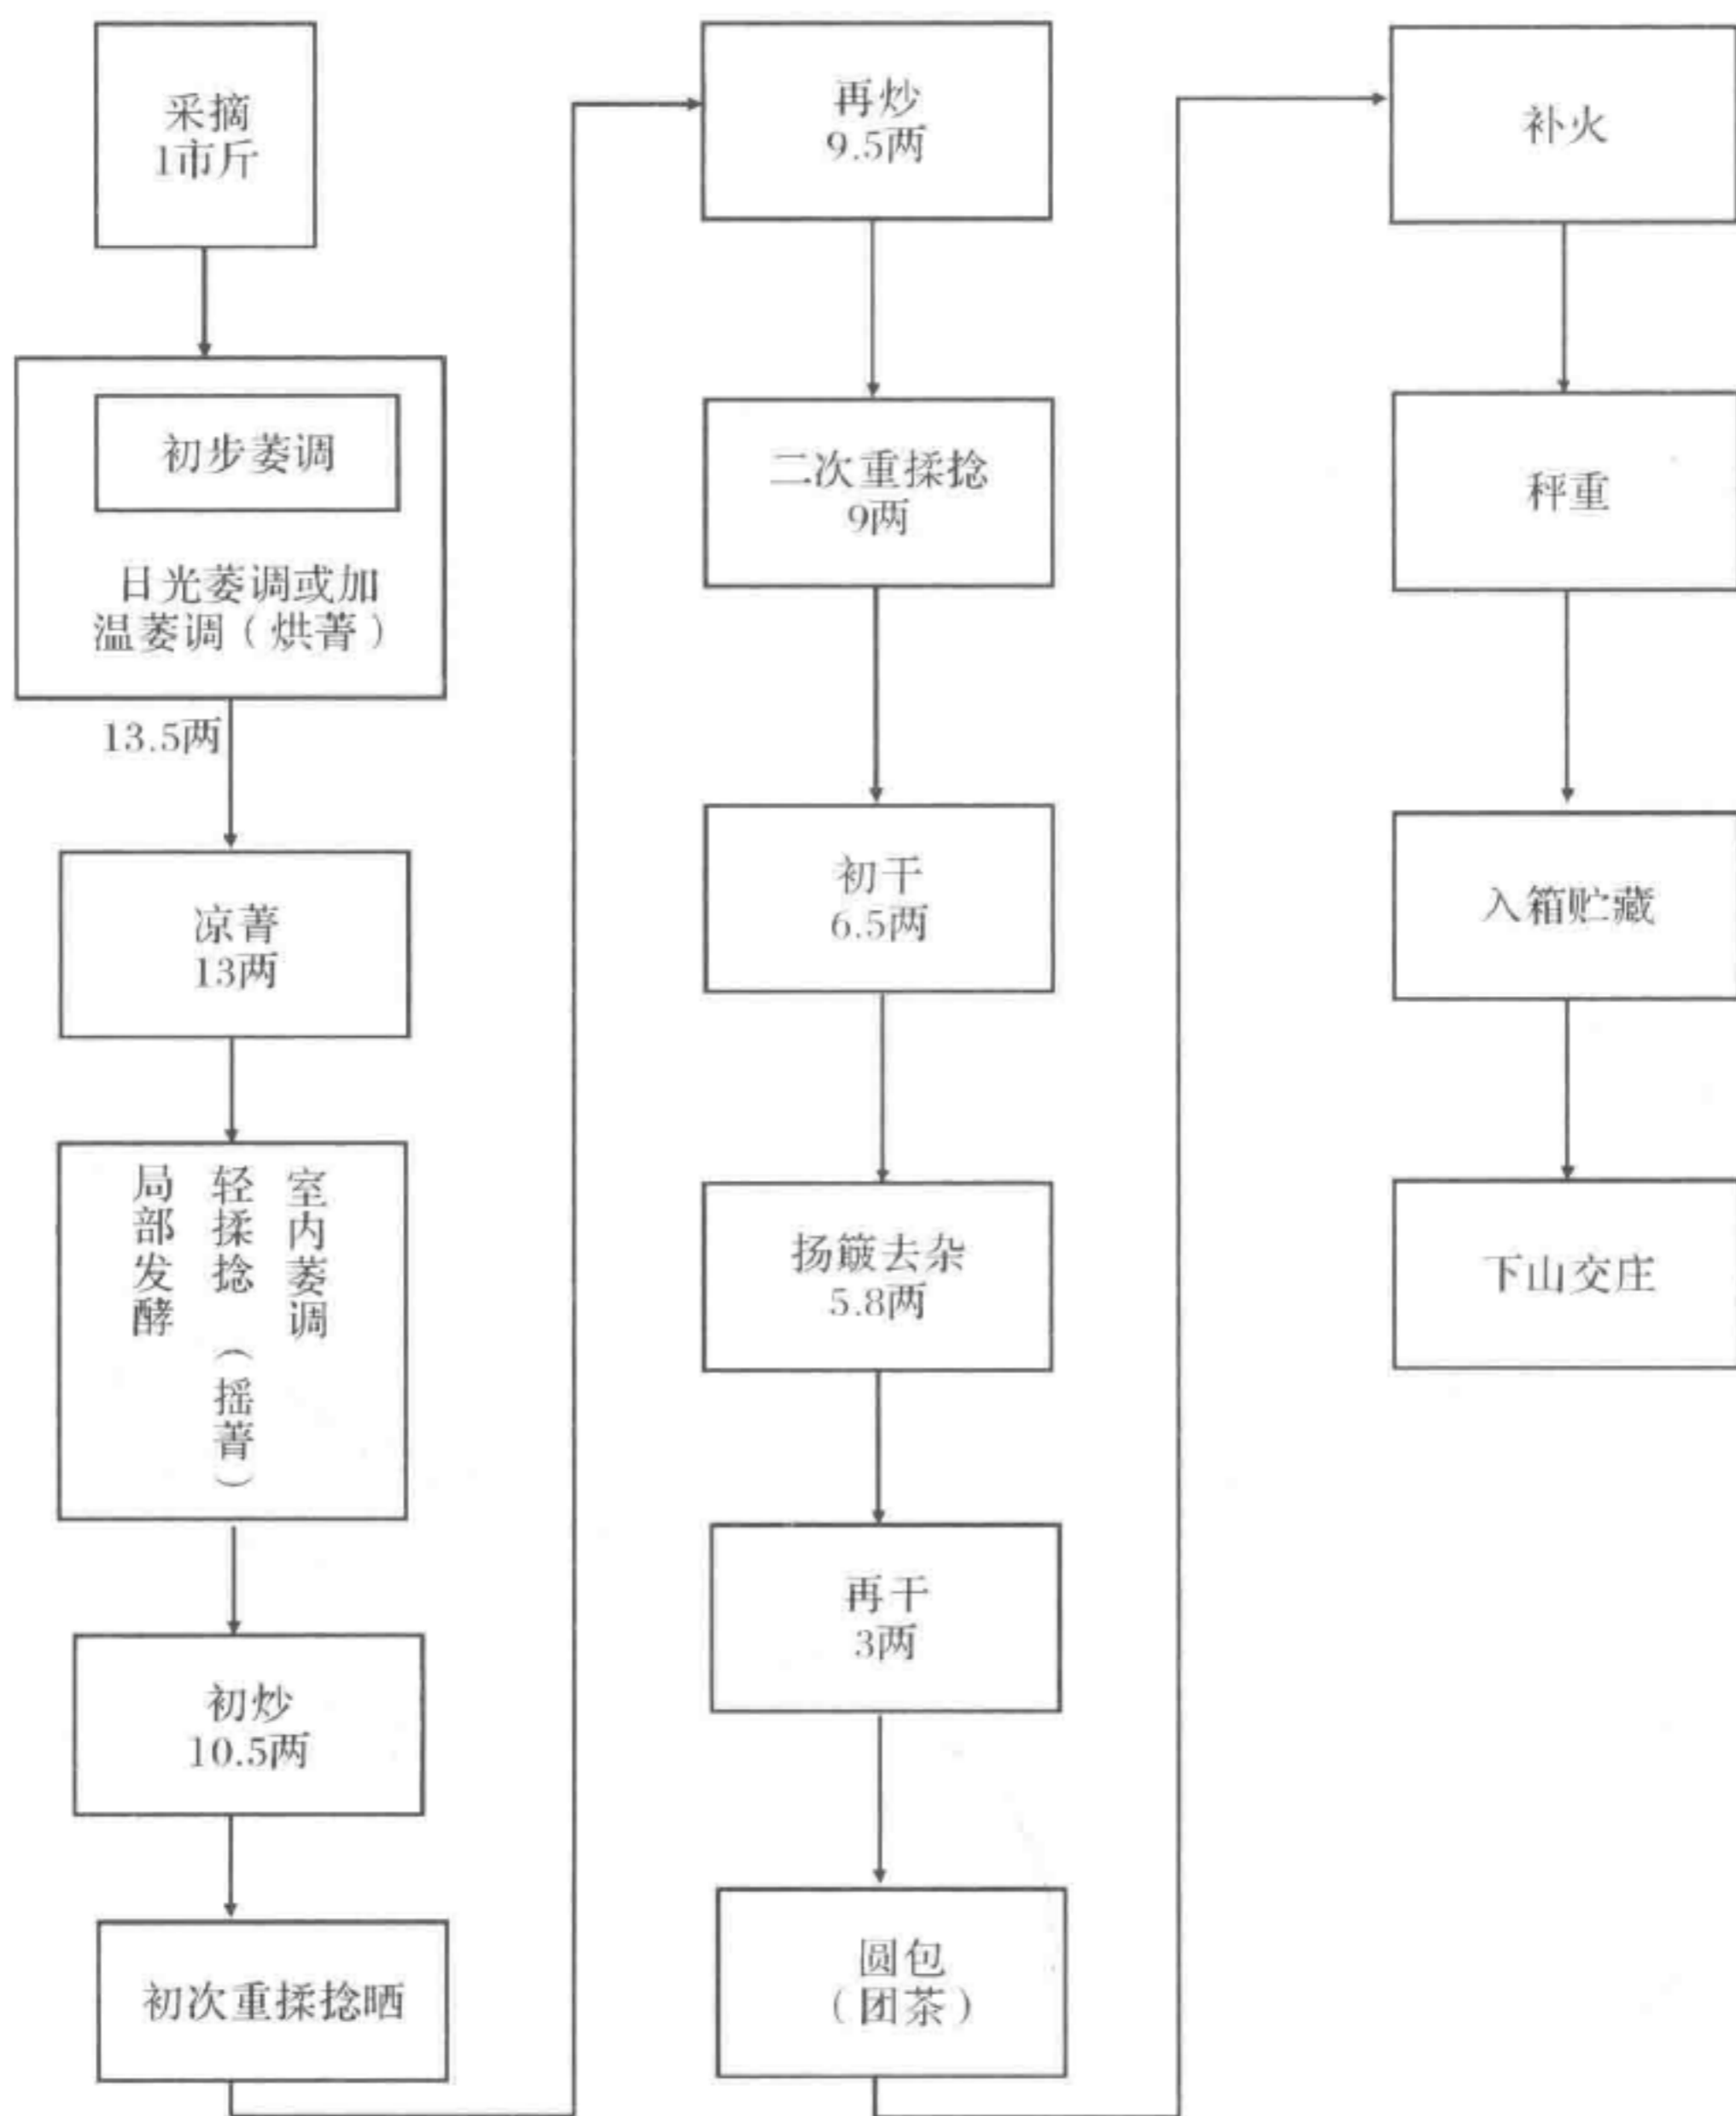 采摘
1市斤
初步萎调
日光萎调或加
温萎调（烘菁）
13.5两
凉菁
13两
室内萎调
轻揉捻（摇菁）
局部发酵
初炒
10.5两
初次重揉捻晒
再炒
9.5两
二次重揉捻
9两
初干
6.5两
扬簸去杂
5.8两
再干
3两
圆包
（团茶）
补火
秤重
入箱贮藏
下山交庄